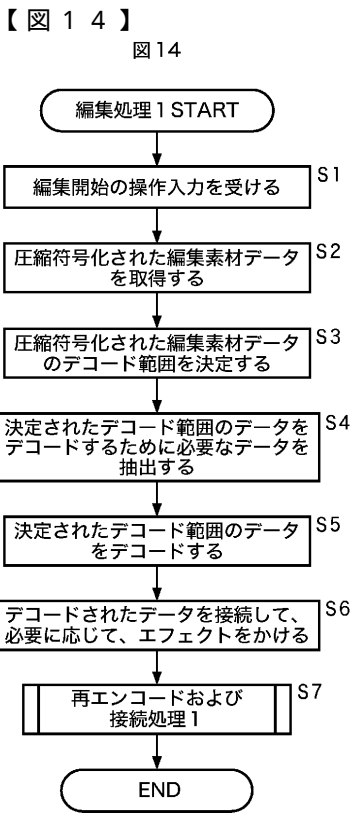 【図１４】
図14
編集処理1 START
編集開始の操作入力を受ける
S1
圧縮符号化された編集素材データ
を取得する
S2
圧縮符号化された編集素材データ
のデコード範囲を決定する
S3
決定されたデコード範囲のデータを
デコードするために必要なデータを
抽出する
S4
決定されたデコード範囲のデータ
をデコードする
S5
デコードされたデータを接続して、
必要に応じて、エフェクトをかける
S6
再エンコードおよび
接続処理1
S7
END